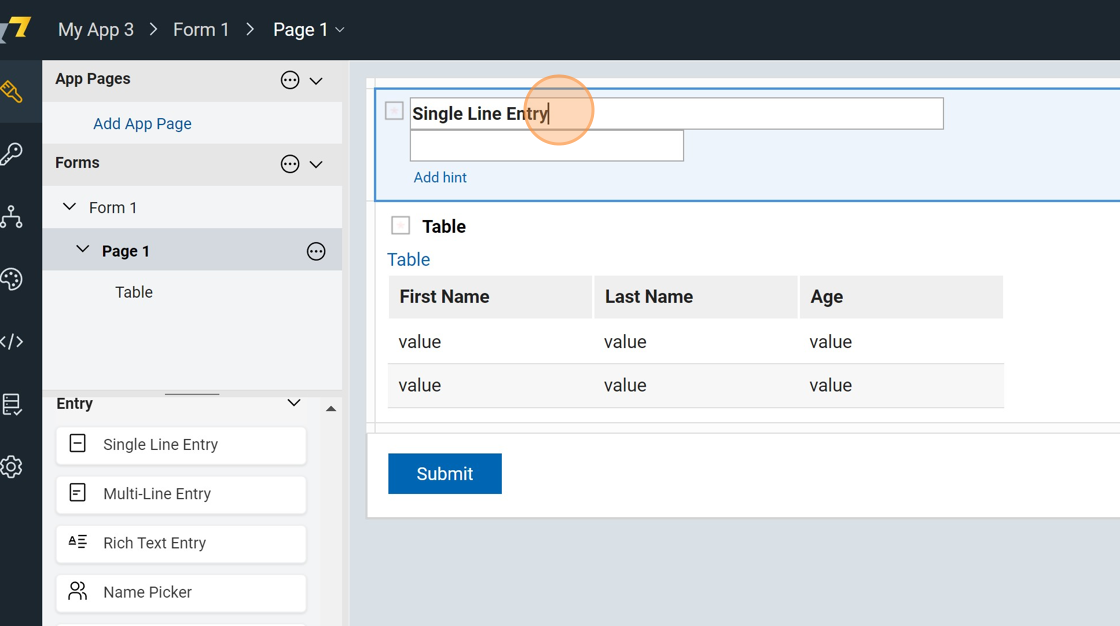 My App 3 > Form 1 > Page 1
App Pages
Add App Page
Forms
Form 1
Page 1
Table
Entry
Single Line Entry
Multi-Line Entry
Rich Text Entry
Name Picker
Single Line Entry
Add hint
Table
Table
First Name Last Name Age
value value value
value value value
Submit